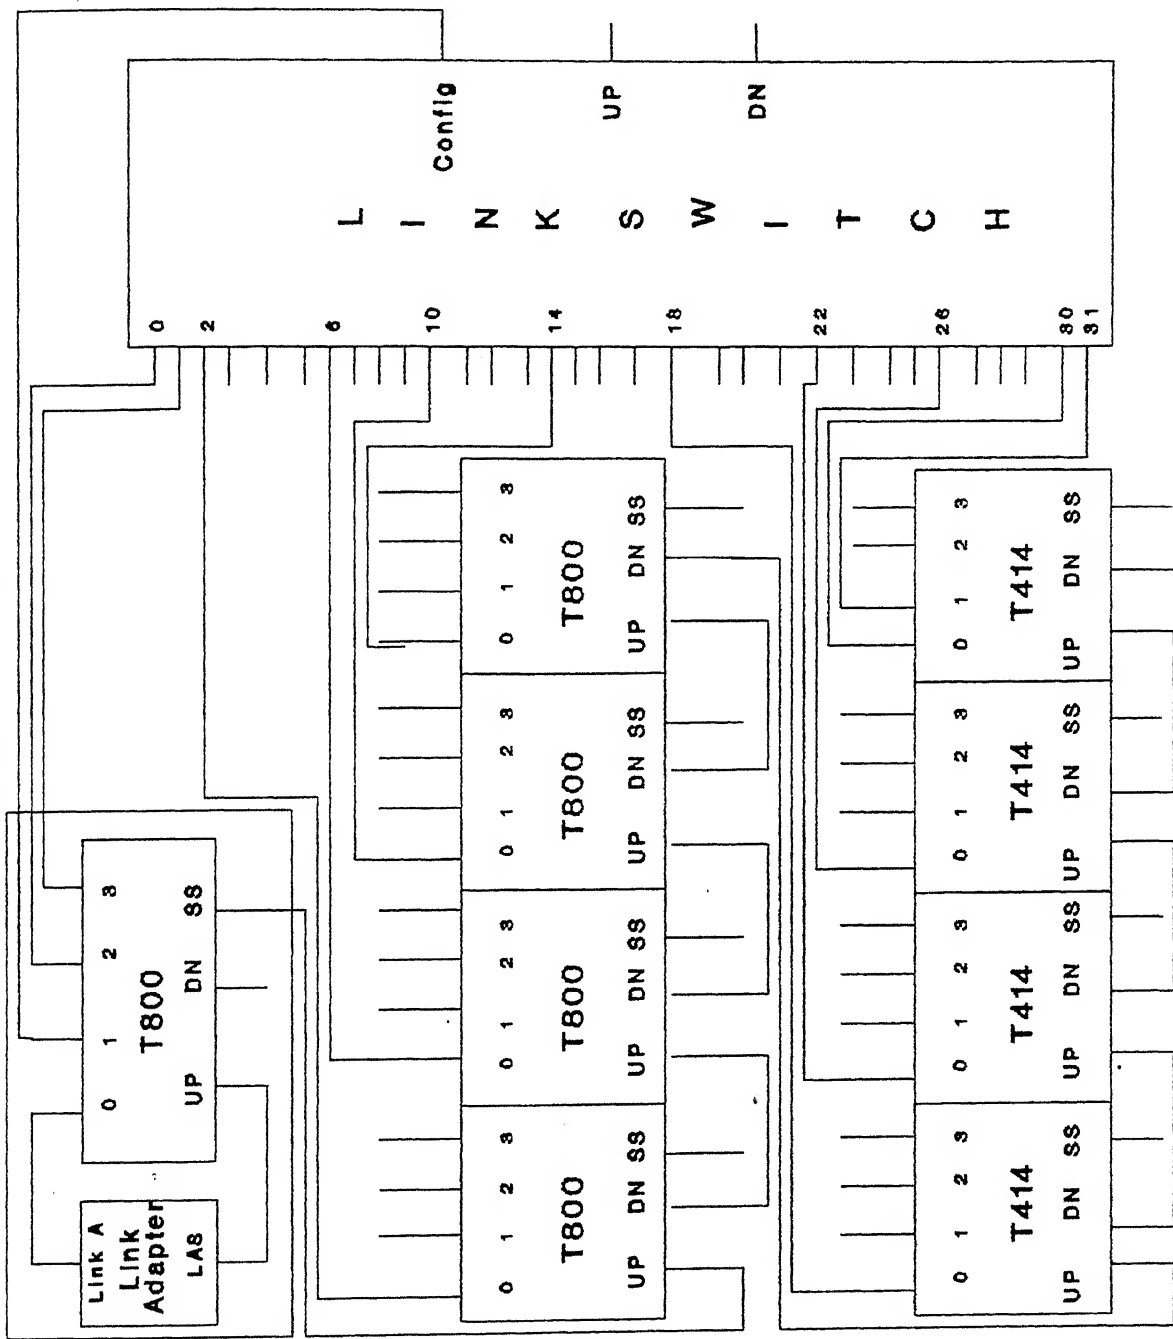 Link A
Link
Adapter
LAS
0 1 2 3
T800
UP DN SS
0 1 2 3 0 1 2 3 0 1 2 3 0 1 2 3
T800 T800 T800 T800
UP DN SS UP DN SS UP DN SS UP DN SS
0 1 2 3 0 1 2 3 0 1 2 3 0 1 2 3
T414 T414 T414 T414
UP DN SS UP DN SS UP DN SS UP DN SS
0
2
6
10
14
18
22
26
30
31
L
I
N
K
S
W
I
T
C
H
Config
UP
DN